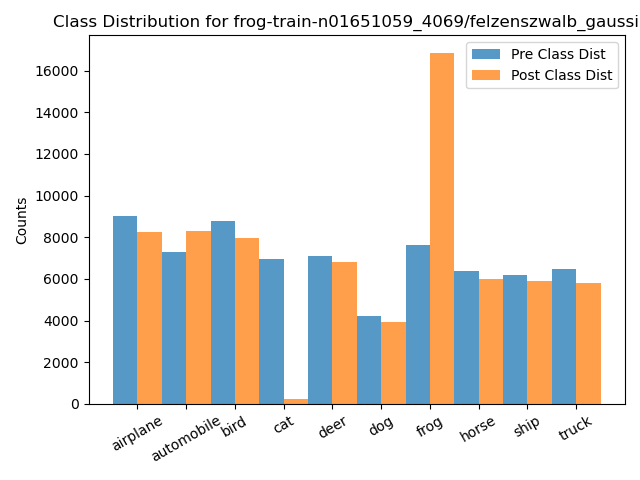 Class Distribution for frog-train-n01651059_4069/felzenszwalb_gaussi
Pre Class Dist
Post Class Dist
Counts
16000
14000
12000
10000
8000
6000
4000
2000
0
airplane
automobile
bird
cat
deer
dog
frog
horse
ship
truck